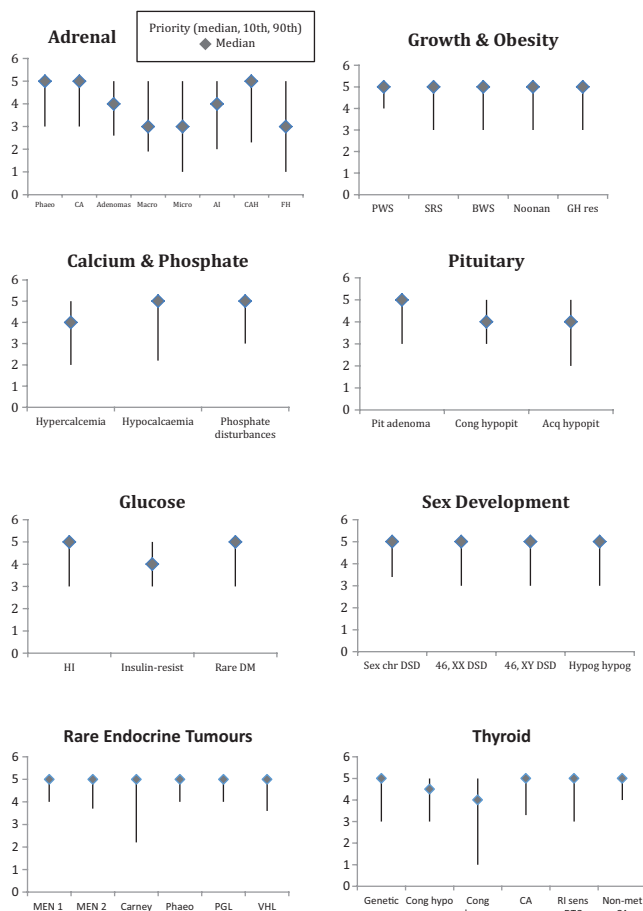 Adrenal
Priority (median, 10th, 90th)
Median
6
5
4
3
2
1
0
Phaeo CA Adenomas Macro Micro AI CAH FH
Growth & Obesity
6
5
4
3
2
1
0
PWS SRS BWS Noonan GH res
Calcium & Phosphate
6
5
4
3
2
1
0
Hypercalcemia Hypocalcaemia Phosphate
disturbances
Pituitary
6
5
4
3
2
1
0
Pit adenoma Cong hypopit Acq hypopit
Glucose
6
5
4
3
2
1
0
HI Insulin-resist Rare DM
Sex Development
6
5
4
3
2
1
0
Sex chr DSD 46, XX DSD 46, XY DSD Hypog hypog
Rare Endocrine Tumours
6
5
4
3
2
1
0
MEN 1 MEN 2 Carney Phaeo PGL VHL
Thyroid
6
5
4
3
2
1
0
Genetic Cong hypo Cong CA RI sens Non-met